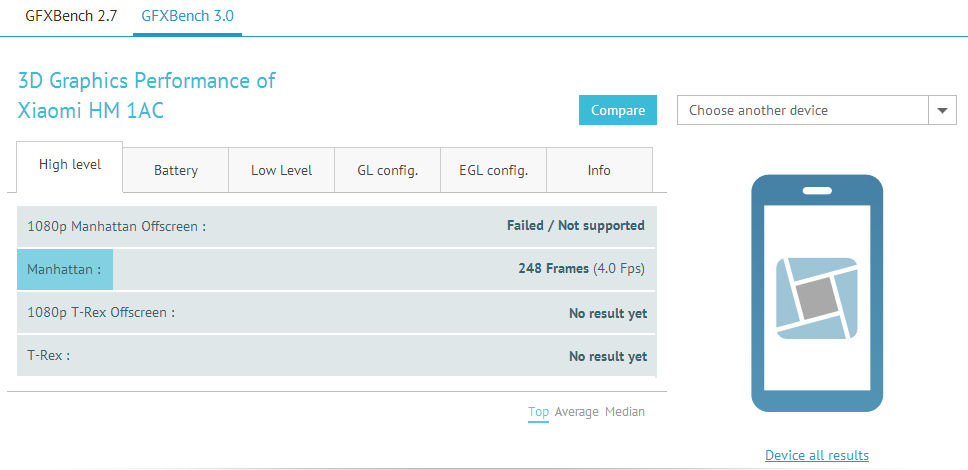 GFXBench 2.7 GFXBench 3.0
3D Graphics Performance of
Xiaomi HM 1AC
Compare Choose another device
High level Battery Low Level GL config. EGL config. Info
1080p Manhattan Offscreen : Failed / Not supported
Manhattan : 248 Frames (4.0 Fps)
1080p T-Rex Offscreen : No result yet
T-Rex : No result yet
Top Average Median
Device all results